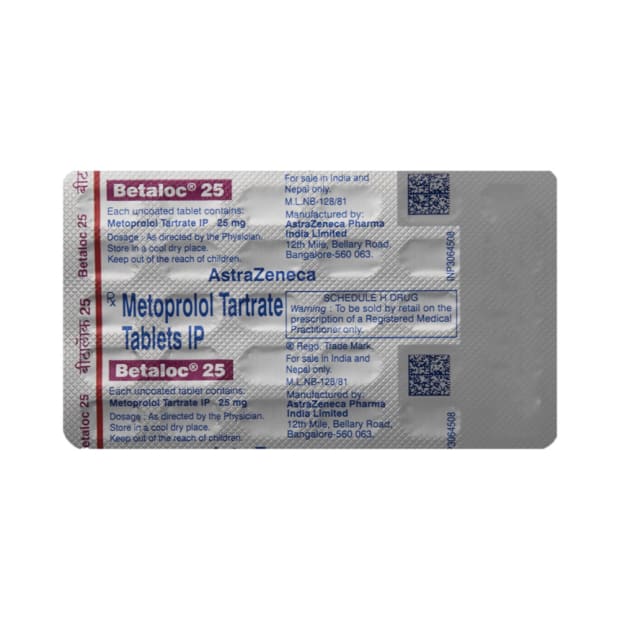 Betaloc® 25
Each uncoated tablet contains:
Metoprolol Tartrate IP 25 mg
Dosage : As directed by the Physician.
Store in a cool dry place.
Keep out of the reach of children.
For sale in India and
Nepal only.
M.L.NB-128/81
Manufactured by:
AstraZeneca Pharma
India Limited
12th Mile, Bellary Road,
Bangalore-560 063.
AstraZeneca
Rx Metoprolol Tartrate
Tablets IP
SCHEDULE H DRUG
Warning : To be sold by retail on the
prescription of a Registered Medical
Practitioner only.
® Regd. Trade Mark.
Betaloc® 25
Each uncoated tablet contains:
Metoprolol Tartrate IP 25 mg
Dosage : As directed by the Physician.
Store in a cool dry place.
Keep out of the reach of children.
For sale in India and
Nepal only.
M.L.NB-128/81
Manufactured by:
AstraZeneca Pharma
India Limited
12th Mile, Bellary Road,
Bangalore-560 063.
Betaloc 25
बीटालोक 25
etaloc 25
INP3064508
P3064508